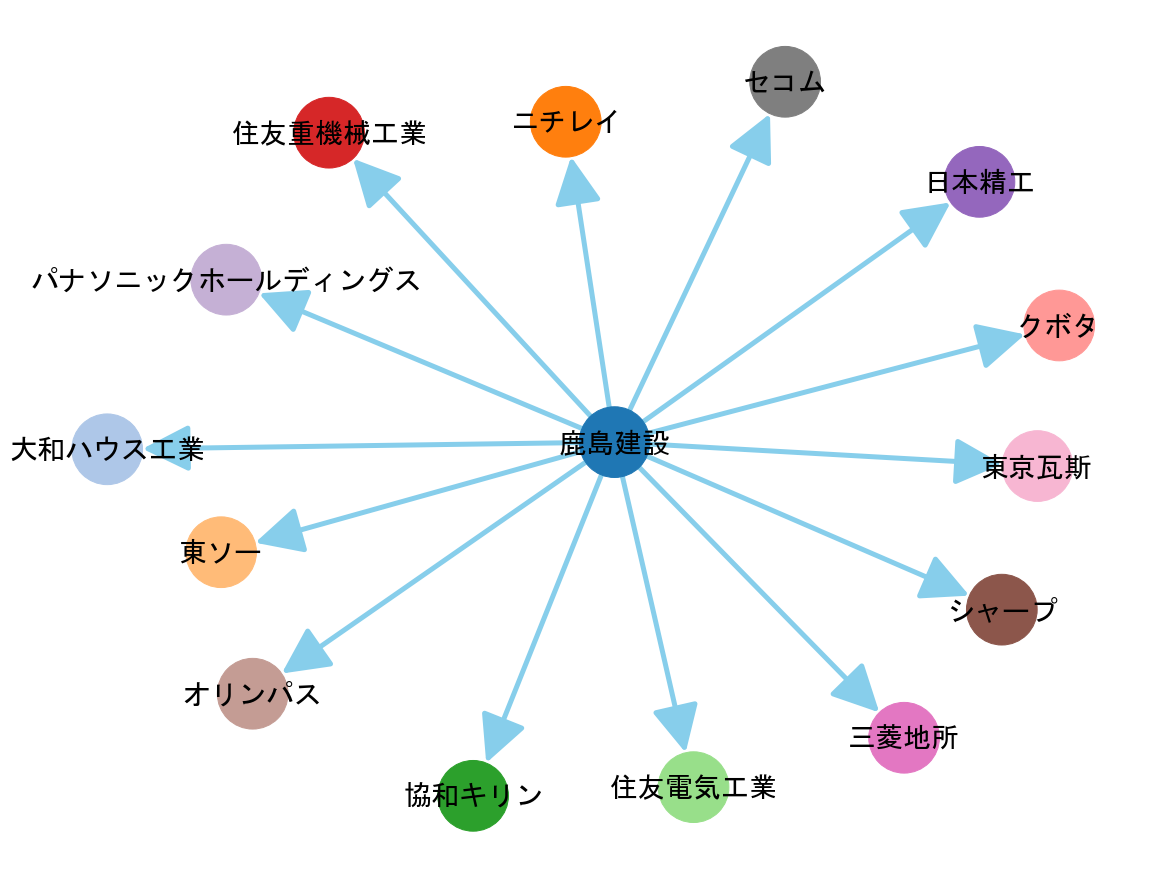 セコム
ニチレイ
住友重機械工業
日本精工
パナソニックホールディングス
クボタ
鹿島建設
大和ハウス工業
東京瓦斯
東ソー
シャープ
オリンパス
三菱地所
住友電気工業
協和キリン